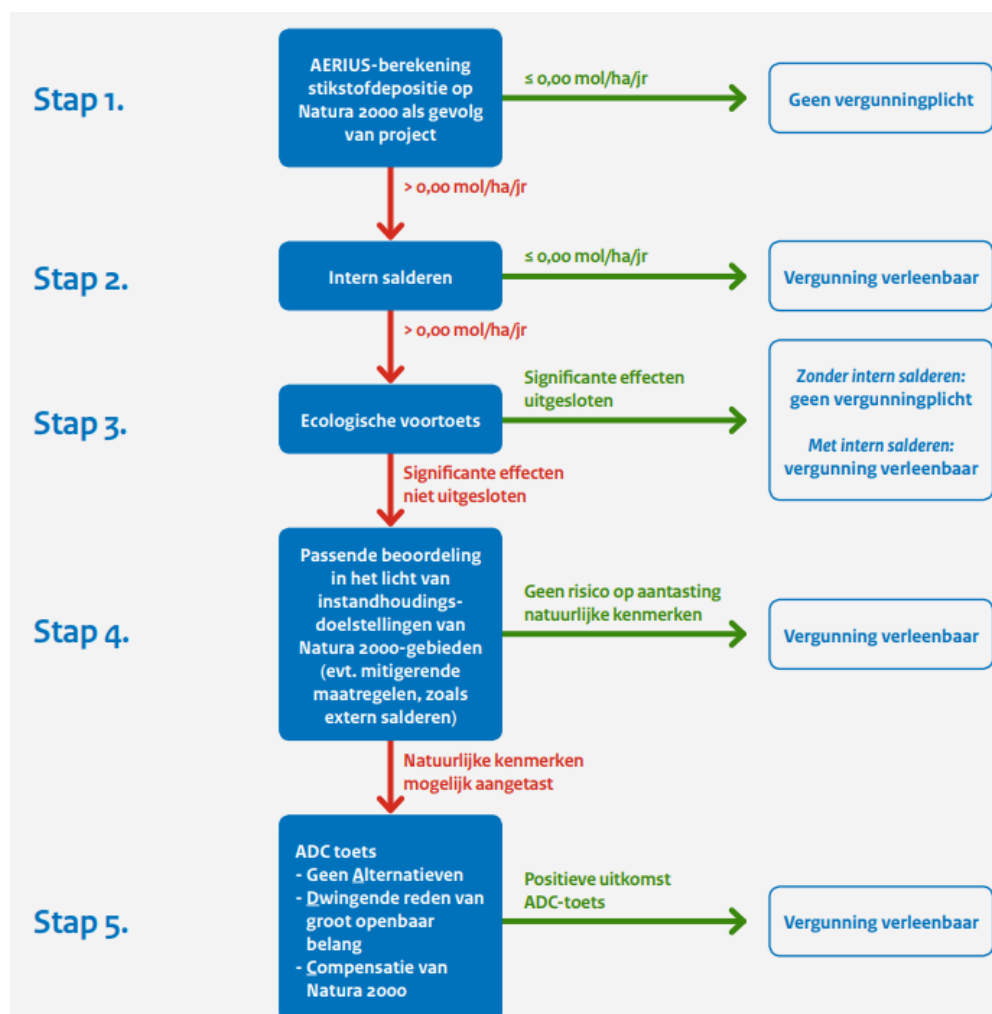 Stap 1.
AERIUS-berekening
stikstofdepositie op
Natura 2000 als gevolg
van project
≤ 0,00 mol/ha/jr
Geen vergunningplicht
> 0,00 mol/ha/jr
Stap 2.
Intern salderen
≤ 0,00 mol/ha/jr
Vergunning verleenbaar
> 0,00 mol/ha/jr
Stap 3.
Ecologische voortoets
Significante effecten
uitgesloten
Zonder intern salderen:
geen vergunningplicht
Met intern salderen:
vergunning verleenbaar
Significante effecten
niet uitgesloten
Stap 4.
Passende beoordeling
in het licht van
instandhoudings-
doelstellingen van
Natura 2000-gebieden
(evt. mitigerende
maatregelen, zoals
extern salderen)
Geen risico op aantasting
natuurlijke kenmerken
Vergunning verleenbaar
Natuurlijke kenmerken
mogelijk aangetast
Stap 5.
ADC toets
- Geen Alternatieven
- Dwingende reden van
groot openbaar
belang
- Compensatie van
Natura 2000
Positieve uitkomst
ADC-toets
Vergunning verleenbaar